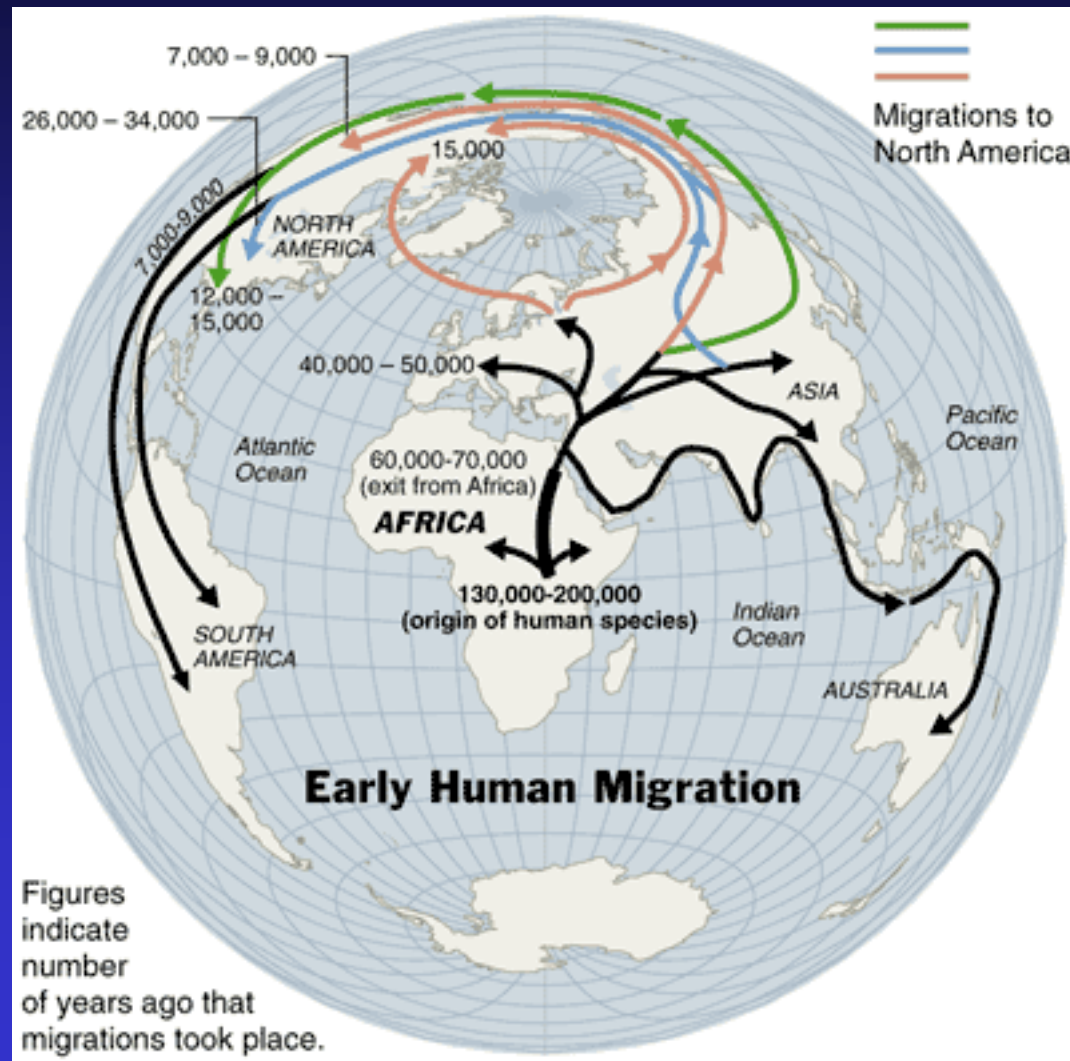 7,000 – 9,000
26,000 – 34,000
Migrations to
North America
15,000
7,000-9,000
NORTH
AMERICA
12,000 –
15,000
40,000 – 50,000
ASIA
Pacific
Ocean
Atlantic
Ocean
60,000-70,000
(exit from Africa)
AFRICA
130,000-200,000
(origin of human species)
Indian
Ocean
SOUTH
AMERICA
AUSTRALIA
Early Human Migration
Figures
indicate
number
of years ago that
migrations took place.